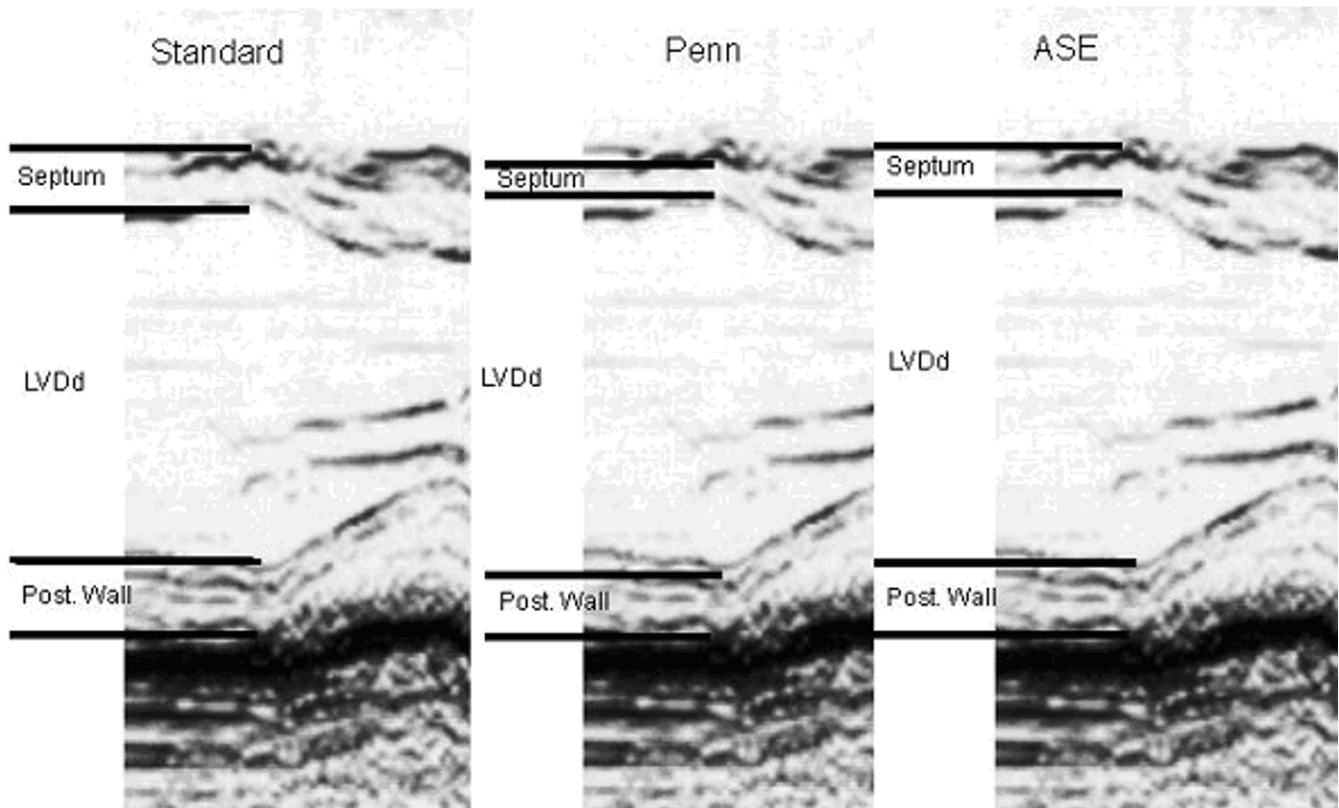 Standard
Penn
ASE
Septum
Septum
Septum
LVDd
LVDd
LVDd
Post. Wall
Post. Wall
Post. Wall